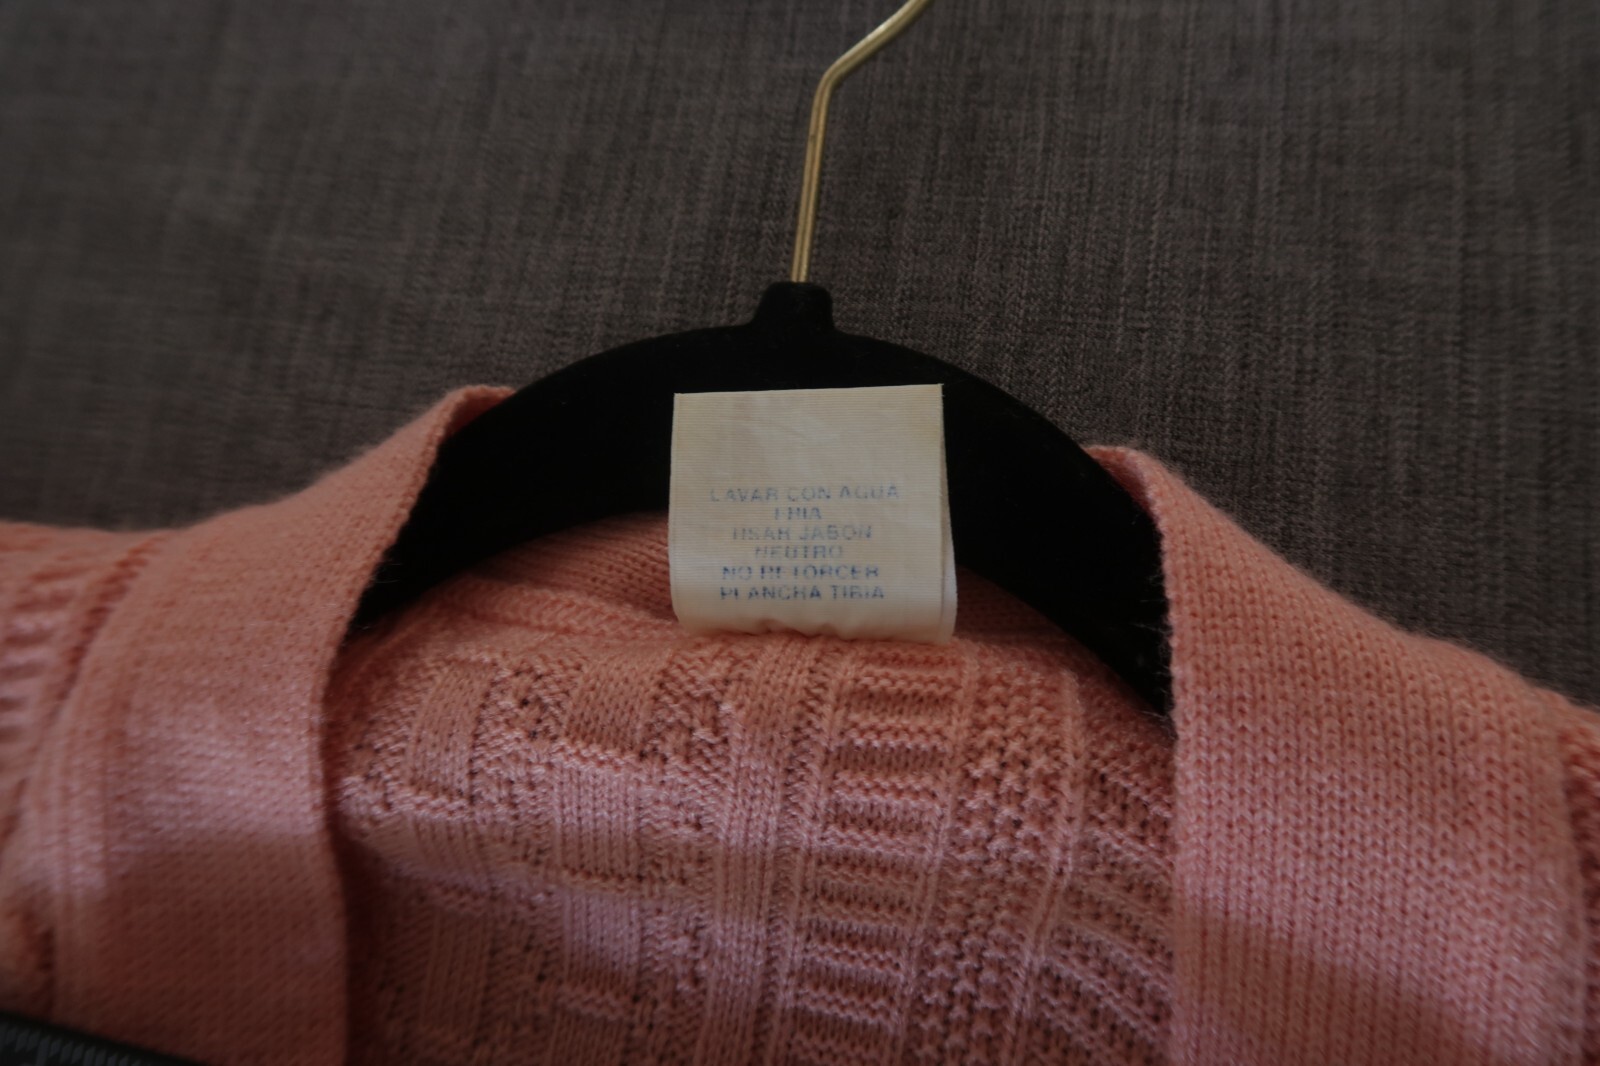 LAVAR CON AGUA
FRIA
USAR JABON
NEUTRO
NO RETORCER
PLANCHA TIBIA